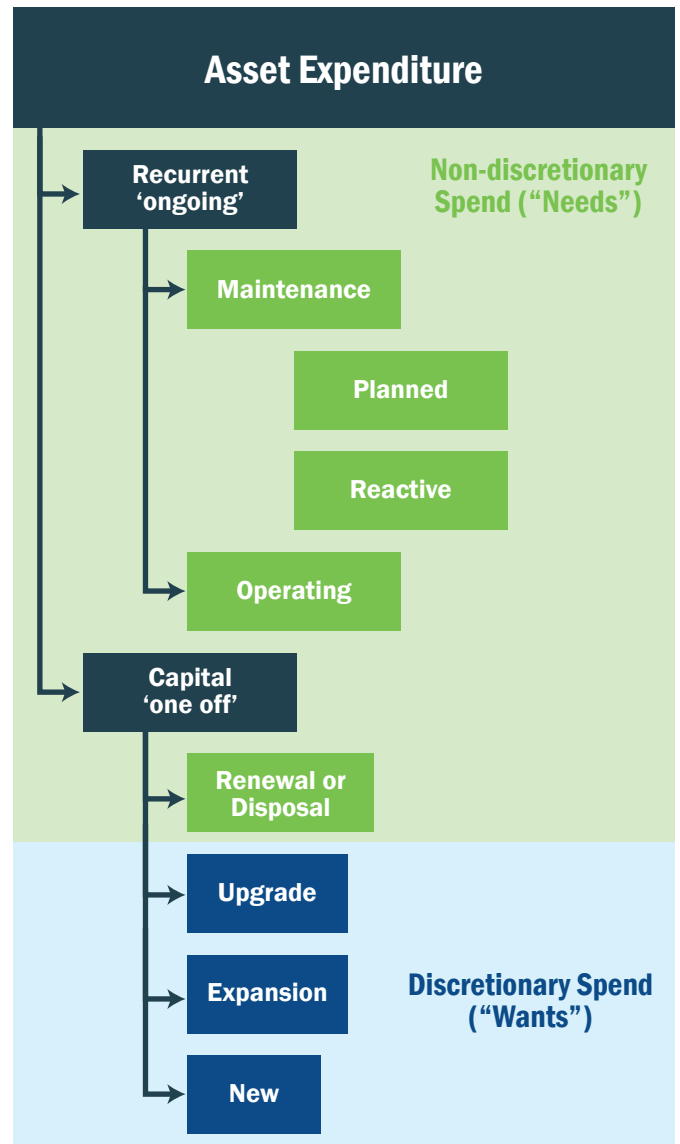 Asset Expenditure
Recurrent
‘ongoing’
Non-discretionary
Spend (“Needs”)
Maintenance
Planned
Reactive
Operating
Capital
‘one off’
Renewal or
Disposal
Upgrade
Expansion
Discretionary Spend
(“Wants”)
New